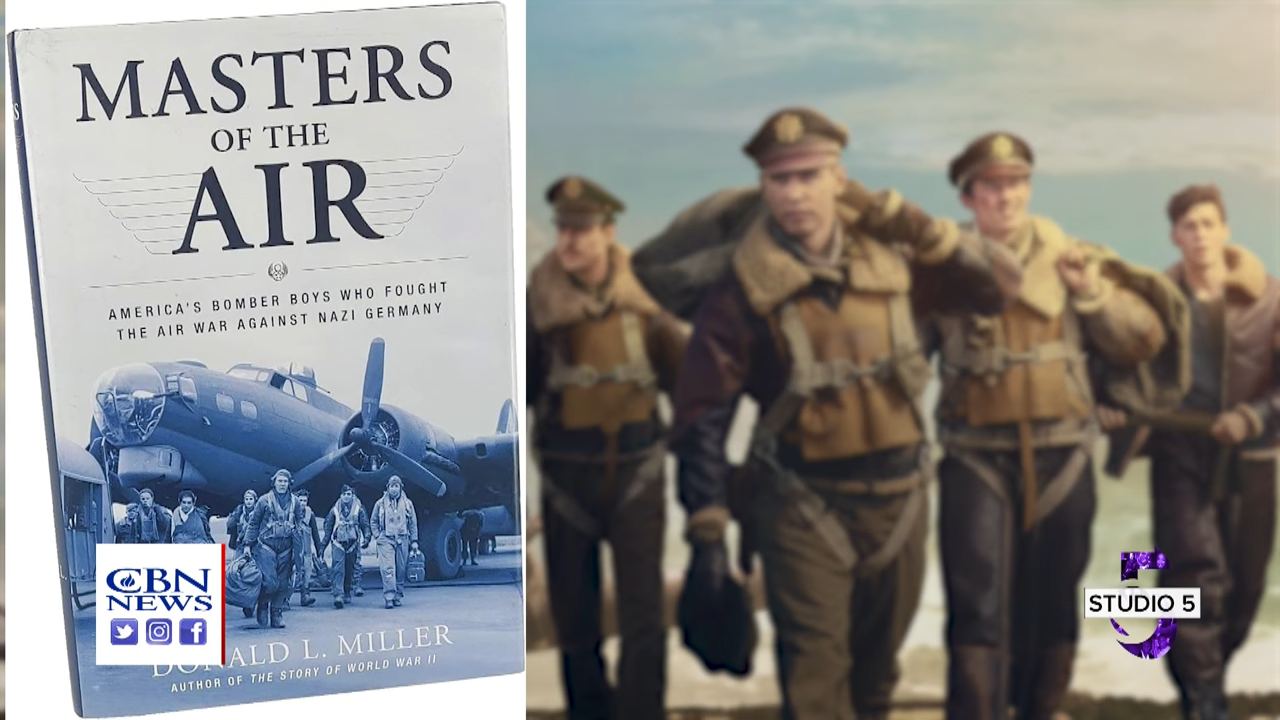 MASTERS
OF THE
AIR
AMERICA'S BOMBER BOYS WHO FOUGHT
THE AIR WAR AGAINST NAZI GERMANY
CBN
NEWS
DONALD L. MILLER
AUTHOR OF THE STORY OF WORLD WAR II
STUDIO 5